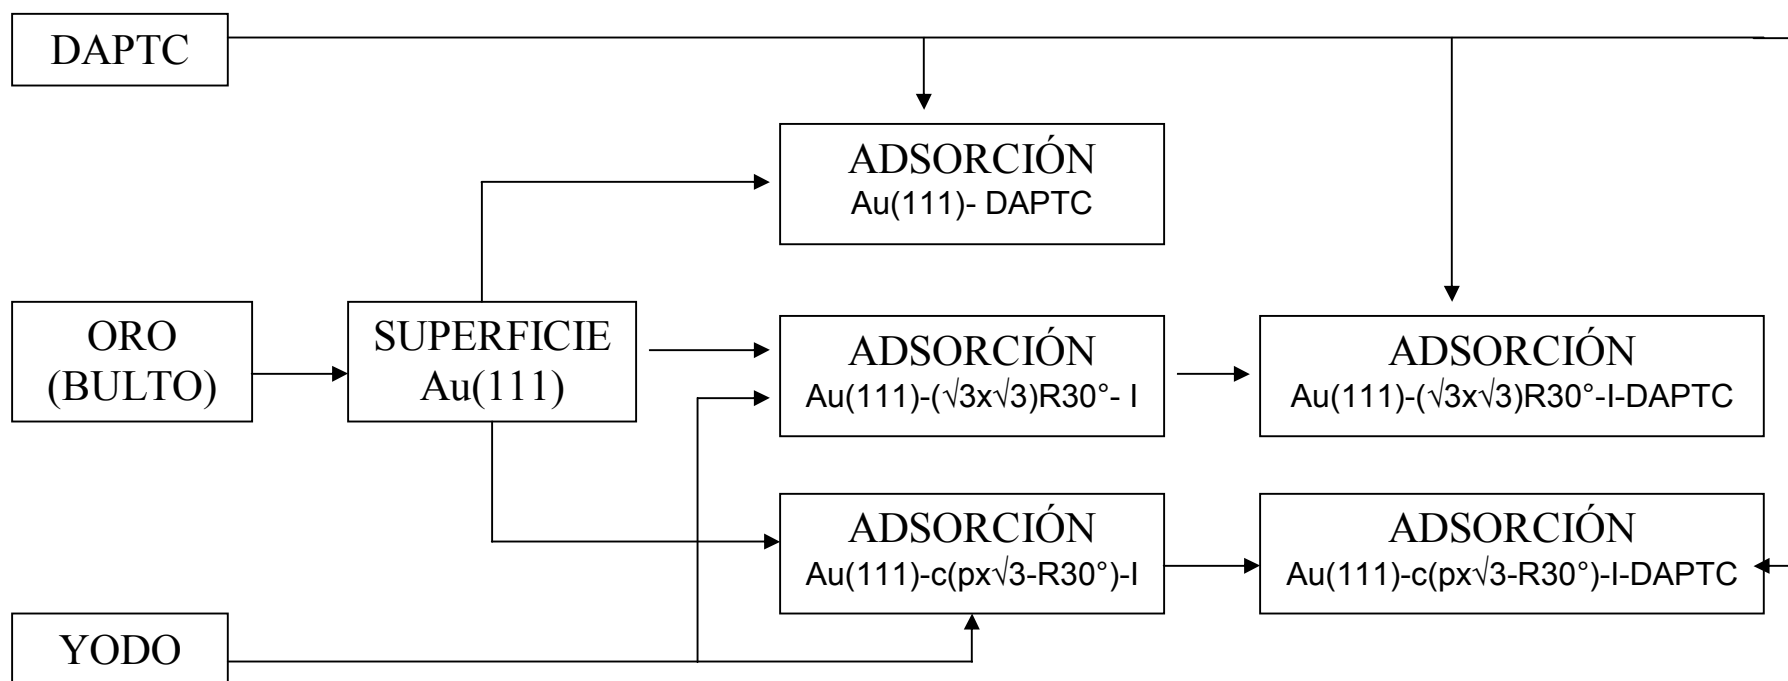 DAPTC
ADSORCIÓN
Au(111)- DAPTC
ORO
(BULTO)
SUPERFICIE
Au(111)
ADSORCIÓN
Au(111)-(√3x√3)R30°- I
ADSORCIÓN
Au(111)-(√3x√3)R30°-I-DAPTC
ADSORCIÓN
Au(111)-c(px√3-R30°)-I
ADSORCIÓN
Au(111)-c(px√3-R30°)-I-DAPTC
YODO